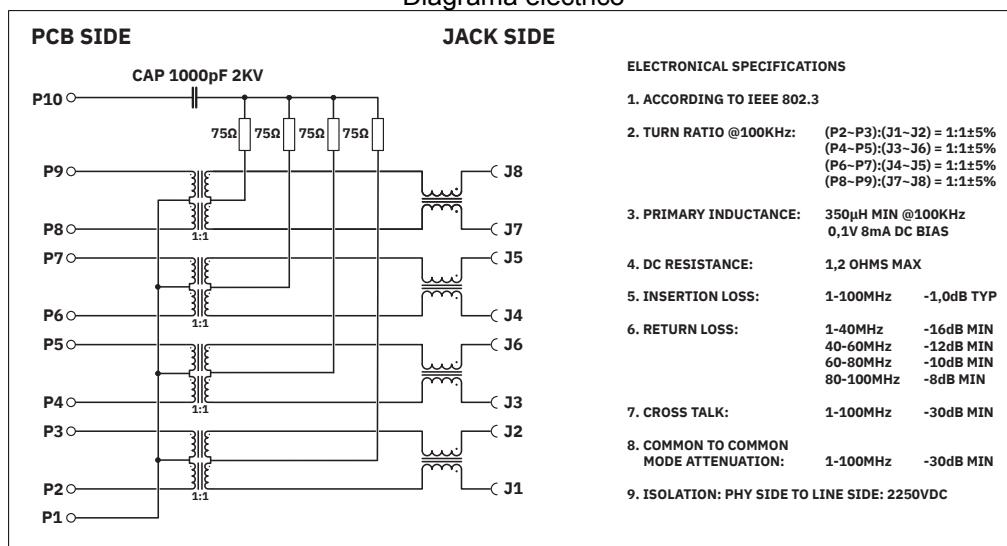 Diagrama eléctrico
PCB SIDE
JACK SIDE
CAP 1000pF 2KV
P10
75Ω 75Ω 75Ω 75Ω
P9
J8
P8
J7
1:1
P7
J5
P6
J4
1:1
P5
J6
P4
J3
1:1
P3
J2
P2
J1
1:1
P1
ELECTRONICAL SPECIFICATIONS
1. ACCORDING TO IEEE 802.3
2. TURN RATIO @100KHz: (P2~P3):(J1~J2) = 1:1±5%
(P4~P5):(J3~J6) = 1:1±5%
(P6~P7):(J4~J5) = 1:1±5%
(P8~P9):(J7~J8) = 1:1±5%
3. PRIMARY INDUCTANCE: 350µH MIN @100KHz
0,1V 8mA DC BIAS
4. DC RESISTANCE: 1,2 OHMS MAX
5. INSERTION LOSS: 1-100MHz -1,0dB TYP
6. RETURN LOSS: 1-40MHz -16dB MIN
40-60MHz -12dB MIN
60-80MHz -10dB MIN
80-100MHz -8dB MIN
7. CROSS TALK: 1-100MHz -30dB MIN
8. COMMON TO COMMON
MODE ATTENUATION: 1-100MHz -30dB MIN
9. ISOLATION: PHY SIDE TO LINE SIDE: 2250VDC